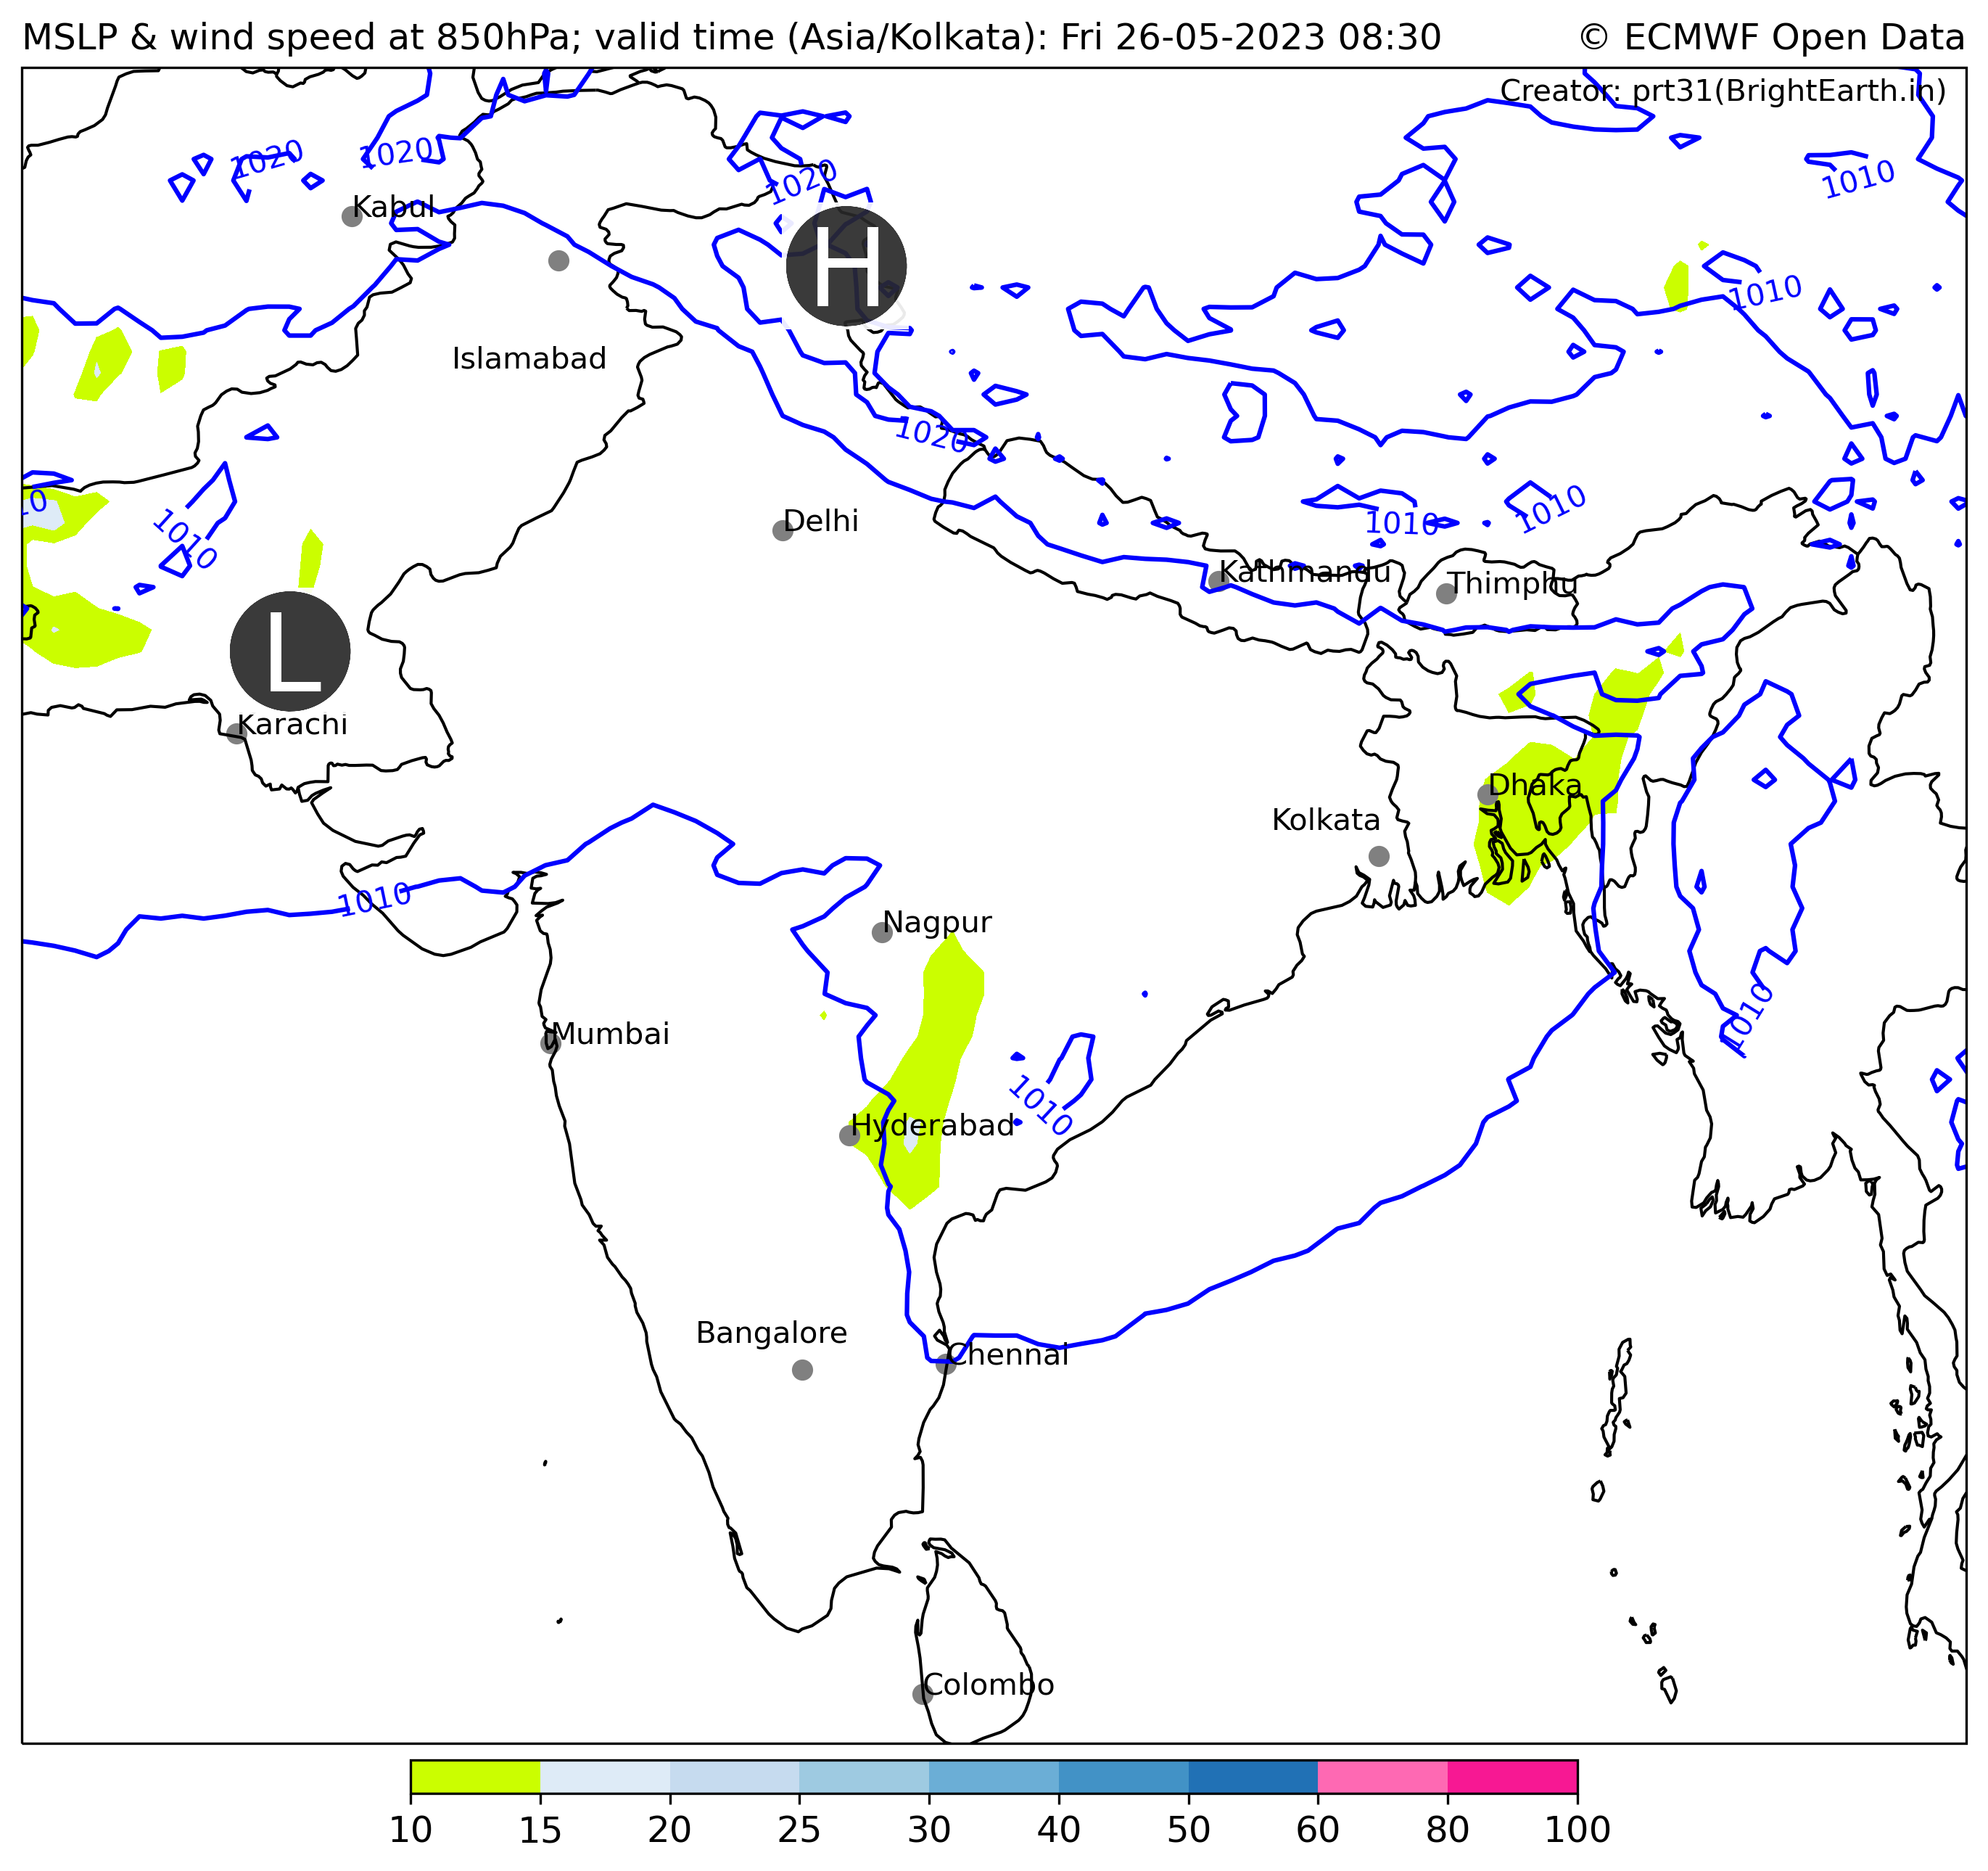 MSLP & wind speed at 850hPa; valid time (Asia/Kolkata): Fri 26-05-2023 08:30
© ECMWF Open Data
Creator: prt31(BrightEarth.in)
1020
1020
1020
1010
Kabul
H
1010
Islamabad
1020
10
1010
Delhi
1010
1010
Kathmandu
Thimphu
L
Karachi
Dhaka
Kolkata
1010
Nagpur
Mumbai
1010
1010
Hyderabad
Bangalore
Chennai
Colombo
10 15 20 25 30 40 50 60 80 100